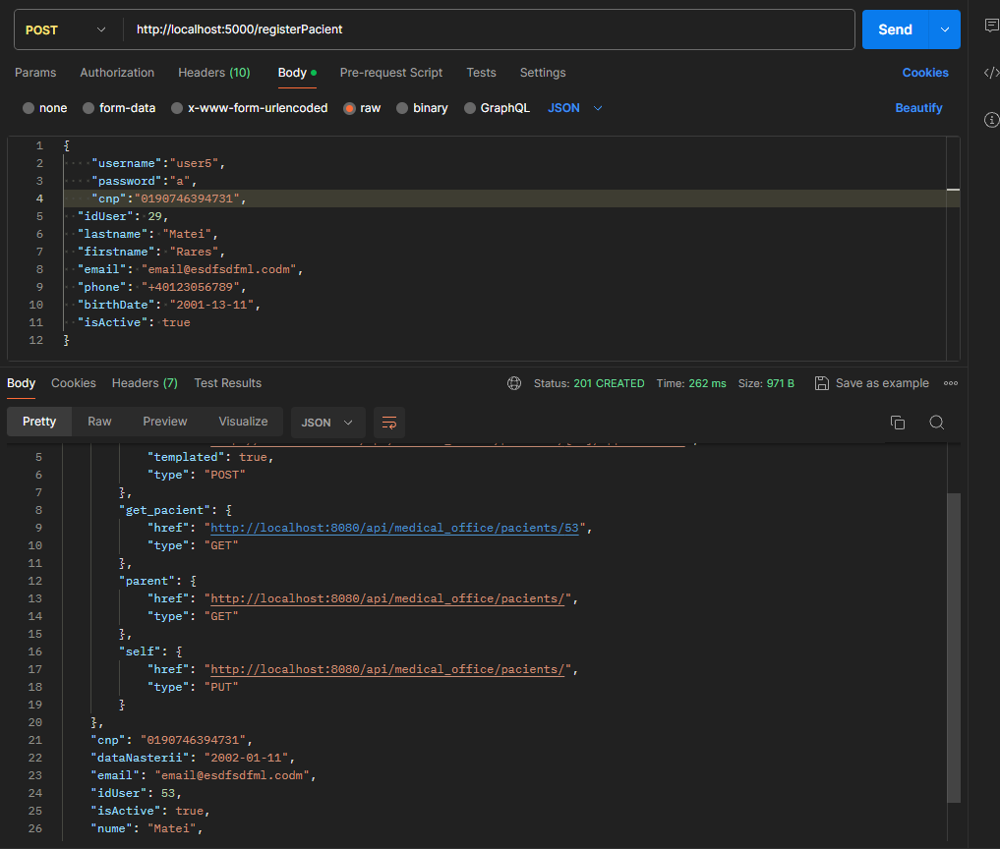 POST http://localhost:5000/registerPacient Send
Params Authorization Headers (10) Body Pre-request Script Tests Settings Cookies
none form-data x-www-form-urlencoded raw binary GraphQL JSON Beautify
1 {
2 "username":"user5",
3 "password":"a",
4 "cnp":"0190746394731",
5 "idUser": 29,
6 "lastname": "Matei",
7 "firstname": "Rares",
8 "email": "email@esdfsdfml.codm",
9 "phone": "+40123056789",
10 "birthDate": "2001-13-11",
11 "isActive": true
12 }
Body Cookies Headers (7) Test Results Status: 201 CREATED Time: 262 ms Size: 971 B Save as example
Pretty Raw Preview Visualize JSON
5 "templated": true,
6 "type": "POST"
7 },
8 "get_pacient": {
9 "href": "http://localhost:8080/api/medical_office/pacients/53",
10 "type": "GET"
11 },
12 "parent": {
13 "href": "http://localhost:8080/api/medical_office/pacients/",
14 "type": "GET"
15 },
16 "self": {
17 "href": "http://localhost:8080/api/medical_office/pacients/",
18 "type": "PUT"
19 }
20 },
21 "cnp": "0190746394731",
22 "dataNasterii": "2002-01-11",
23 "email": "email@esdfsdfml.codm",
24 "idUser": 53,
25 "isActive": true,
26 "nume": "Matei",